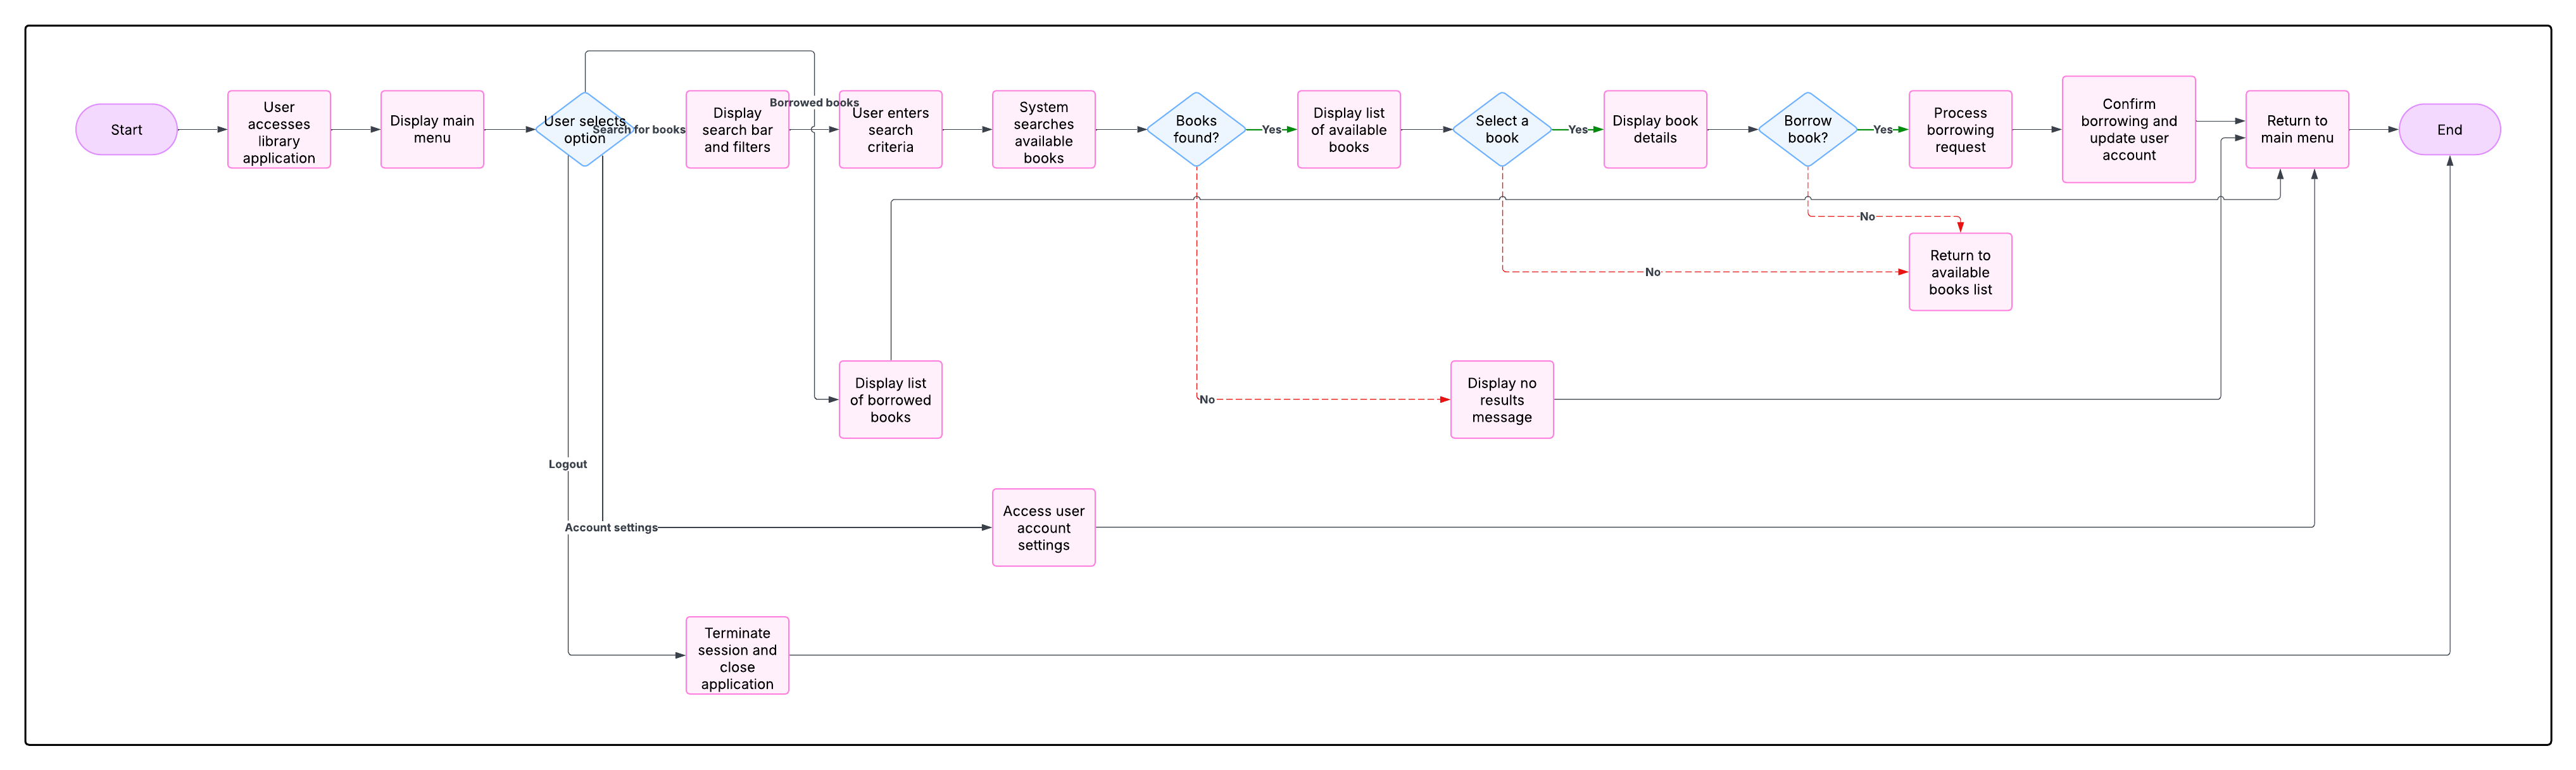 Start
User
accesses
library
application
Display main
menu
User selects
option
Search for books
Borrowed books
Display
search bar
and filters
User enters
search
criteria
System
searches
available
books
Books
found?
Yes
Display list
of available
books
Select a
book
Yes
Display book
details
Borrow
book?
Yes
Process
borrowing
request
Confirm
borrowing and
update user
account
Return to
main menu
End
No
Return to
available
books list
No
Display list
of borrowed
books
No
Display no
results
message
Logout
Account settings
Access user
account
settings
Terminate
session and
close
application